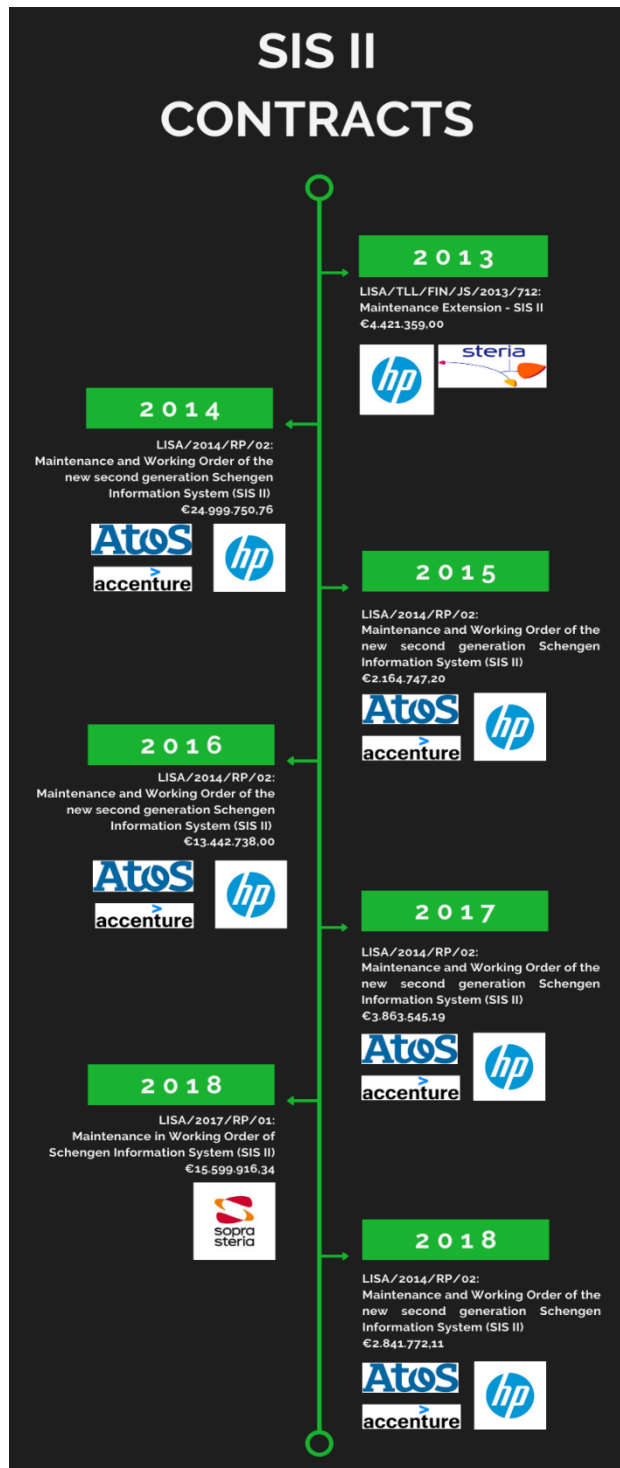 SIS II
CONTRACTS
2013
LISA/TLL/FIN/JS/2013/712:
Maintenance Extension - SIS II
€4.421.359,00
hp
steria
2014
LISA/2014/RP/02:
Maintenance and Working Order of the
new second generation Schengen
Information System (SIS II)
€24.999.750,76
Atos
accenture
hp
2015
LISA/2014/RP/02:
Maintenance and Working Order of the
new second generation Schengen
Information System (SIS II)
€2.164.747,20
Atos
accenture
hp
2016
LISA/2014/RP/02:
Maintenance and Working Order of the
new second generation Schengen
Information System (SIS II)
€13.442.738,00
Atos
accenture
hp
2017
LISA/2014/RP/02:
Maintenance and Working Order of the
new second generation Schengen
Information System (SIS II)
€3.863.545,19
Atos
accenture
hp
2018
LISA/2017/RP/01:
Maintenance in Working Order of
Schengen Information System (SIS II)
€15.599.916,34
sopra
steria
2018
LISA/2014/RP/02:
Maintenance and Working Order of the
new second generation Schengen
Information System (SIS II)
€2.841.772,11
Atos
accenture
hp